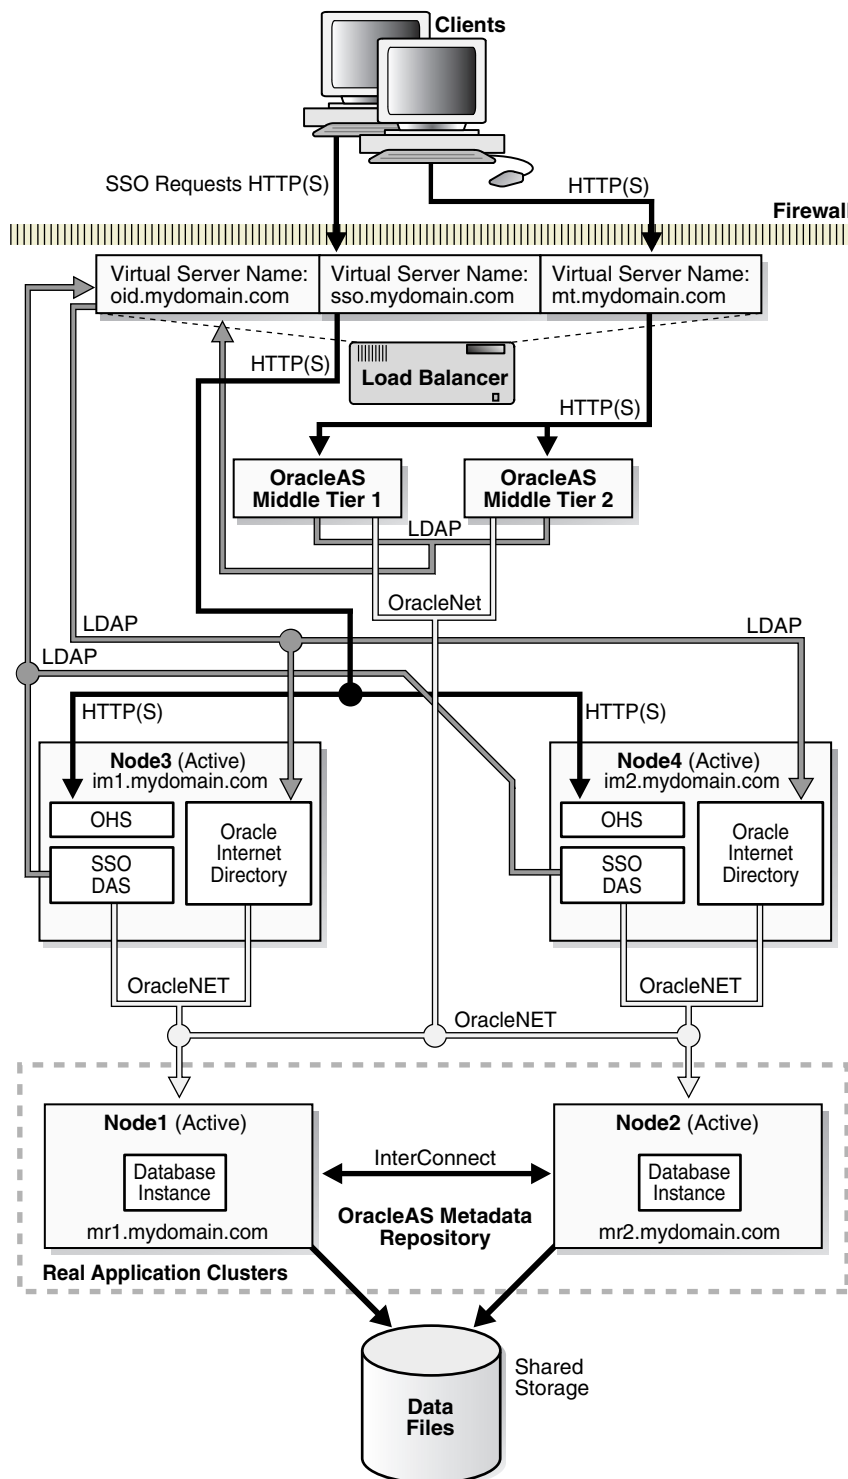 Clients
SSO Requests HTTP(S)
HTTP(S)
Firewall
Virtual Server Name:
oid.mydomain.com
Virtual Server Name:
sso.mydomain.com
Virtual Server Name:
mt.mydomain.com
HTTP(S)
Load Balancer
HTTP(S)
OracleAS
Middle Tier 1
OracleAS
Middle Tier 2
LDAP
OracleNet
LDAP
LDAP
LDAP
HTTP(S)
HTTP(S)
Node3 (Active)
im1.mydomain.com
OHS
SSO
DAS
Oracle
Internet
Directory
Node4 (Active)
im2.mydomain.com
OHS
SSO
DAS
Oracle
Internet
Directory
OracleNET
OracleNET
OracleNET
Node1 (Active)
Database
Instance
mr1.mydomain.com
InterConnect
OracleAS Metadata
Repository
Node2 (Active)
Database
Instance
mr2.mydomain.com
Real Application Clusters
Shared
Storage
Data
Files